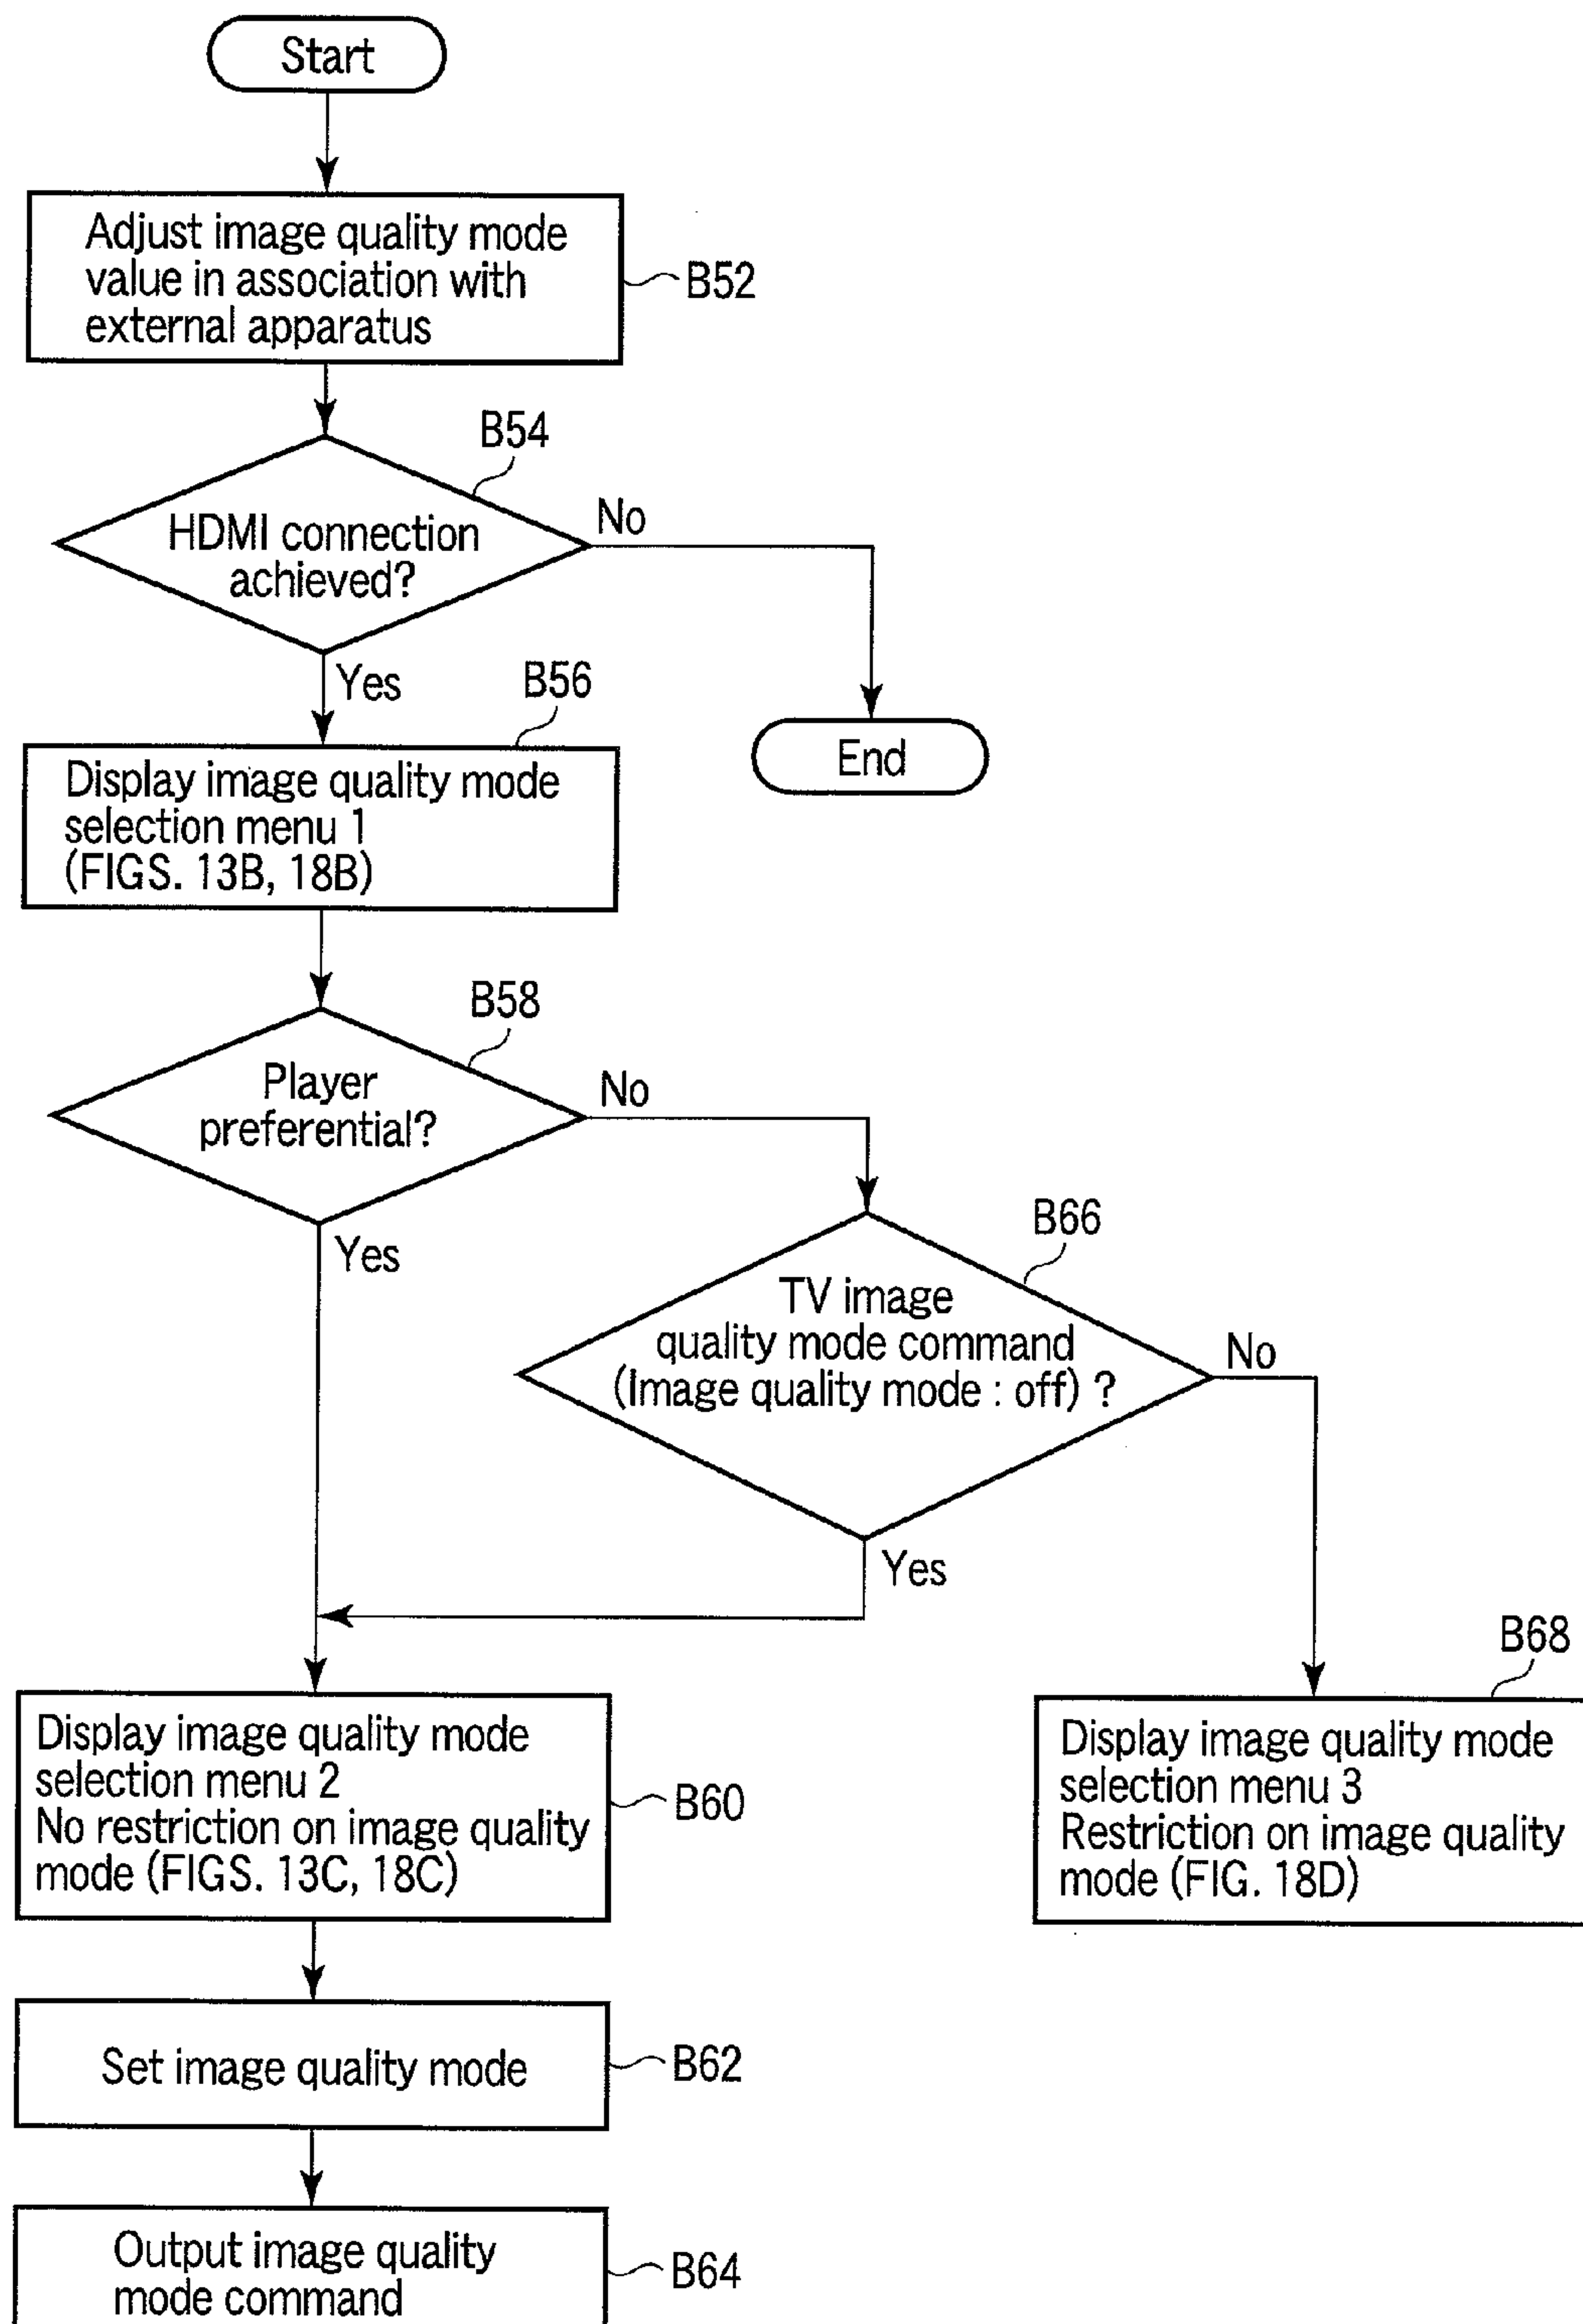 Start
Adjust image quality mode
value in association with
external apparatus
B52
B54
HDMI connection
achieved?
No
Yes
B56
End
Display image quality mode
selection menu 1
(FIGS. 13B, 18B)
B58
Player
preferential?
No
Yes
B66
TV image
quality mode command
(Image quality mode : off) ?
No
Yes
B68
Display image quality mode
selection menu 2
No restriction on image quality
mode (FIGS. 13C, 18C)
B60
Display image quality mode
selection menu 3
Restriction on image quality
mode (FIG. 18D)
Set image quality mode
B62
Output image quality
mode command
B64